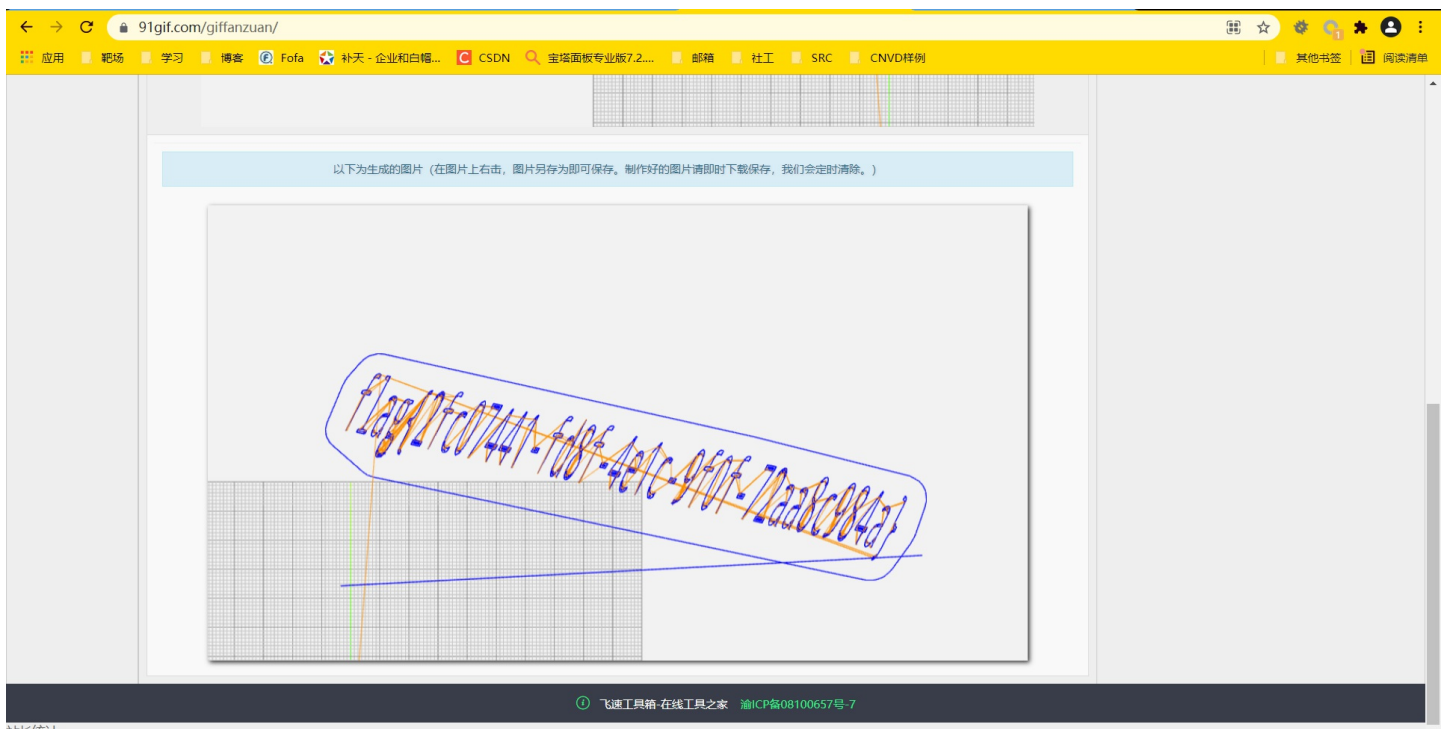 91gif.com/giffanzuan/
应用 靶场 学习 博客 Fofa 补天 - 企业和白帽... CSDN 宝塔面板专业版7.2.... 邮箱 社工 SRC CNVD样例 其他书签 阅读清单
以下为生成的图片（在图片上右击，图片另存为即可保存。制作好的图片请即时下载保存，我们会定时清除。）
飞速工具箱-在线工具之家 渝ICP备08100657号-7